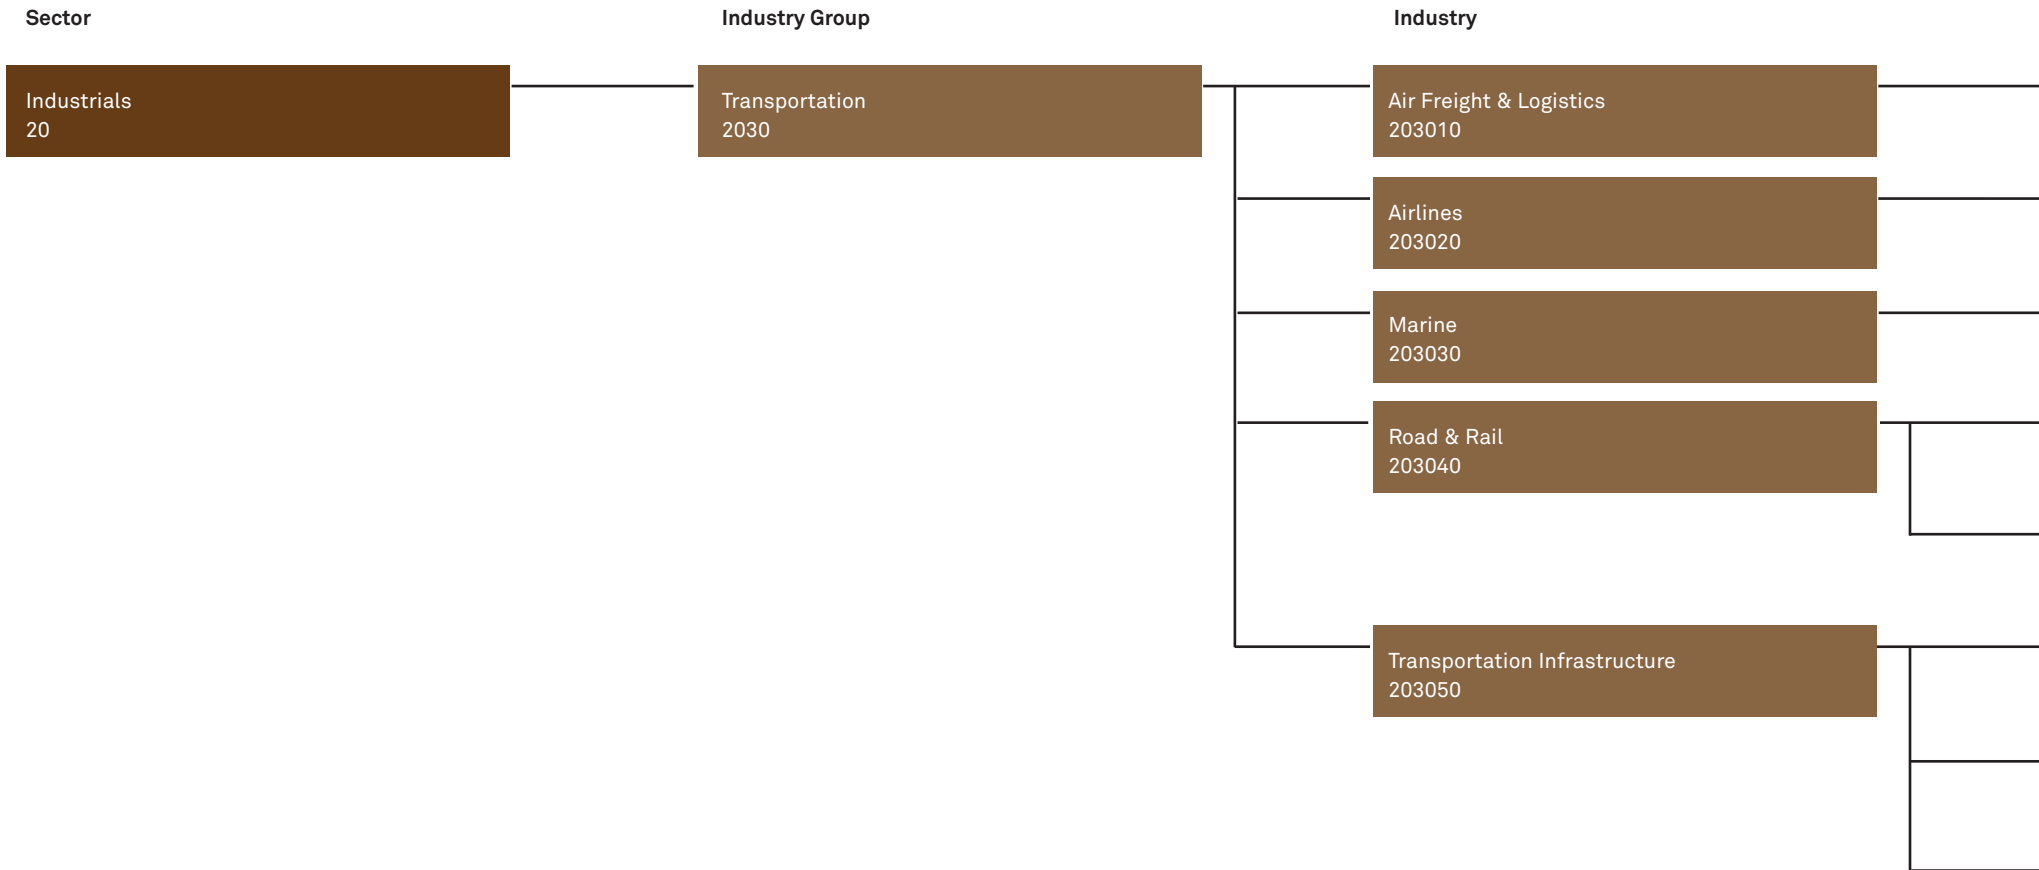 Sector
Industry Group
Industry
Industrials
20
Transportation
2030
Air Freight & Logistics
203010
Airlines
203020
Marine
203030
Road & Rail
203040
Transportation Infrastructure
203050